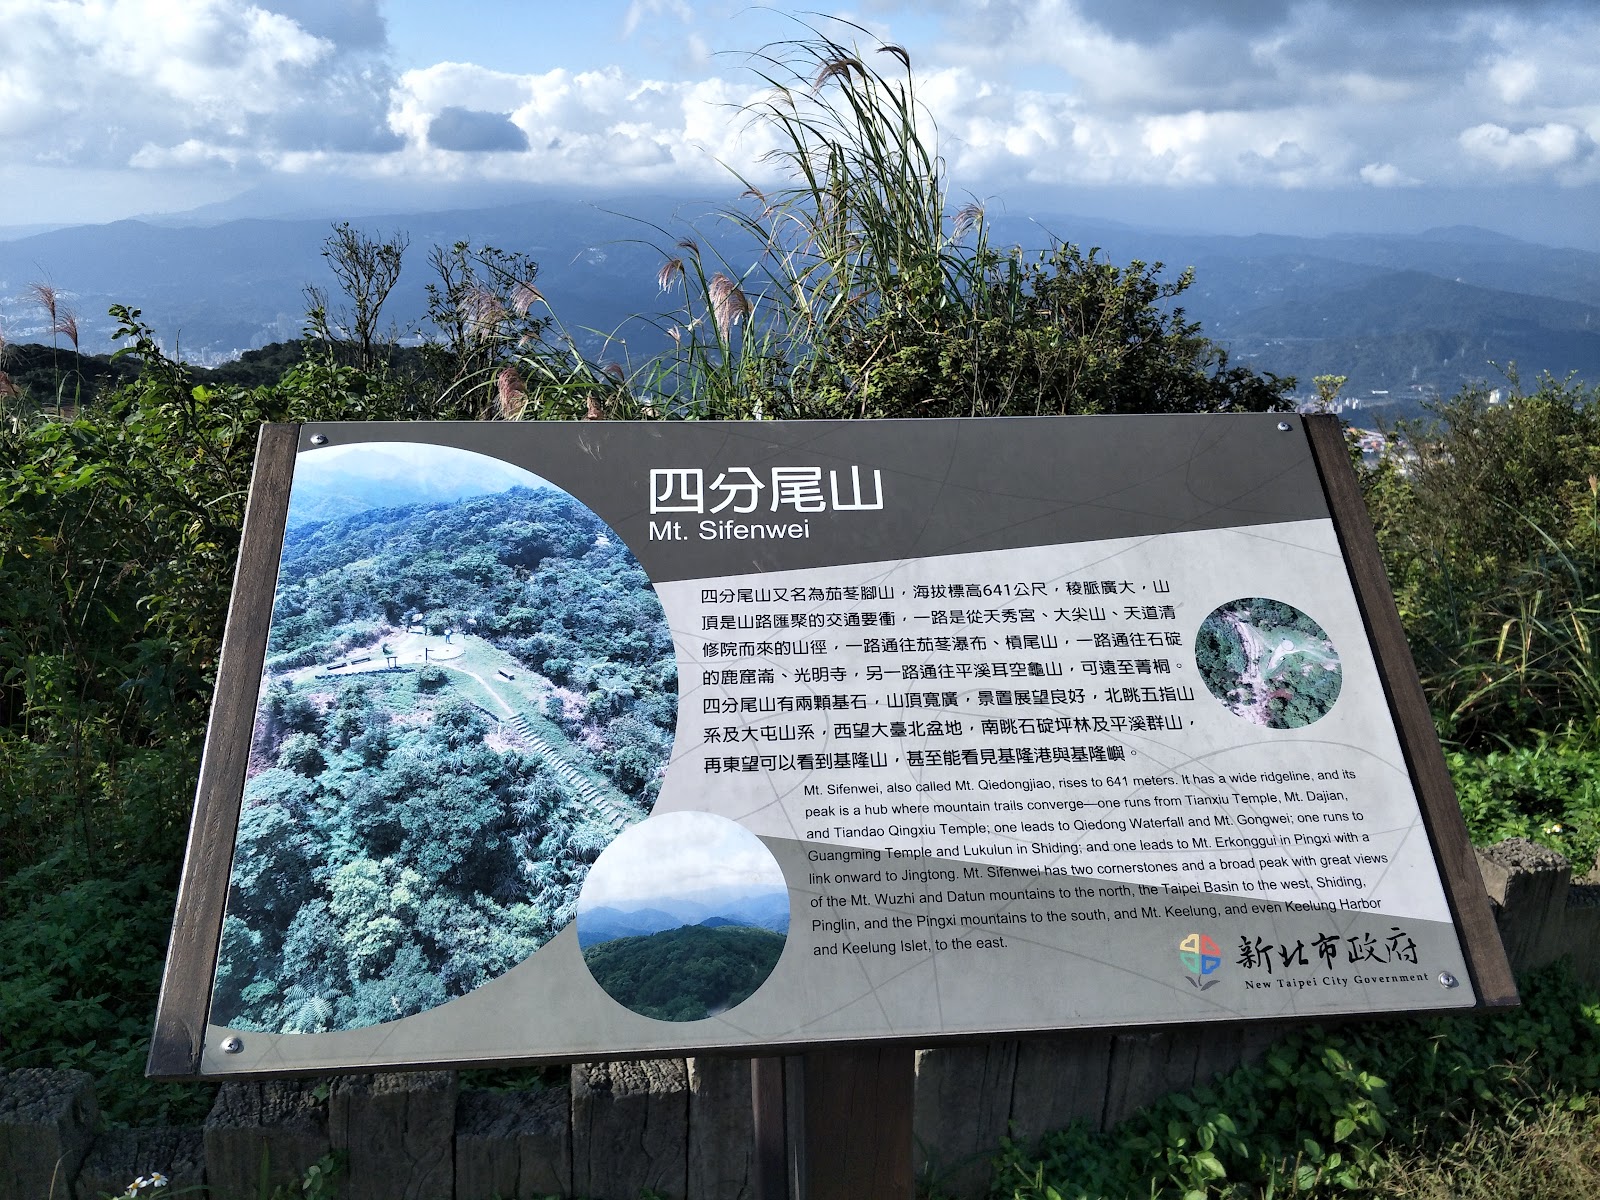 四分尾山
Mt. Sifenwei
四分尾山又名為茄苳腳山，海拔標高641公尺，稜脈廣大，山
頂是山路匯聚的交通要衝，一路是從天秀宮、大尖山、天道清
修院而來的山徑，一路通往茄苳瀑布、槓尾山，一路通往石碇
的鹿窟崙、光明寺，另一路通往平溪耳空龜山，可遠至菁桐。
四分尾山有兩顆基石，山頂寬廣，景置展望良好，北眺五指山
系及大屯山系，西望大臺北盆地，南眺石碇坪林及平溪群山，
再東望可以看到基隆山，甚至能看見基隆港與基隆嶼。
Mt. Sifenwei, also called Mt. Qiedongjiao, rises to 641 meters. It has a wide ridgeline, and its
peak is a hub where mountain trails converge—one runs from Tianxiu Temple, Mt. Dajian,
and Tiandao Qingxiu Temple; one leads to Qiedong Waterfall and Mt. Gongwei; one runs to
Guangming Temple and Lukulun in Shiding; and one leads to Mt. Erkonggui in Pingxi with a
link onward to Jingtong. Mt. Sifenwei has two cornerstones and a broad peak with great views
of the Mt. Wuzhi and Datun mountains to the north, the Taipei Basin to the west, Shiding,
Pinglin, and the Pingxi mountains to the south, and Mt. Keelung, and even Keelung Harbor
and Keelung Islet, to the east.
新北市政府
New Taipei City Government